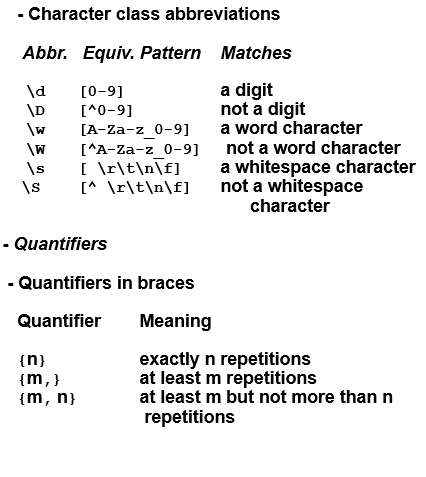 - Character class abbreviations
Abbr. Equiv. Pattern Matches
\d [0-9] a digit
\D [^0-9] not a digit
\w [A-Za-z_0-9] a word character
\W [^A-Za-z_0-9] not a word character
\s [ \r\t\n\f] a whitespace character
\S [^ \r\t\n\f] not a whitespace
character
- Quantifiers
- Quantifiers in braces
Quantifier Meaning
{n} exactly n repetitions
{m,} at least m repetitions
{m, n} at least m but not more than n
repetitions